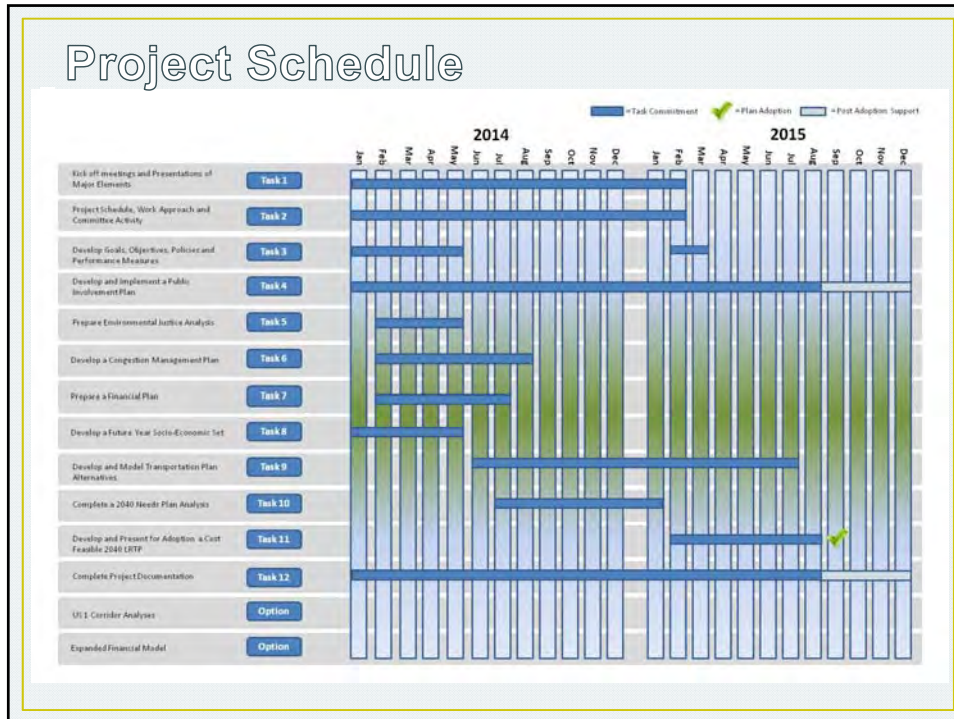 Project Schedule
=Task Commitment =Plan Adoption =Post Adoption Support
2014 2015
Jan Feb Mar Apr May Jun Jul Aug Sep Oct Nov Dec Jan Feb Mar Apr May Jun Jul Aug Sep Oct Nov Dec
Kick off meetings and Presentations of
Major Elements
Task 1
Project Schedule, Work Approach and
Committee Activity
Task 2
Develop Goals, Objectives, Policies and
Performance Measures
Task 3
Develop and Implement a Public
Involvement Plan
Task 4
Prepare Environmental Justice Analysis
Task 5
Develop a Congestion Management Plan
Task 6
Prepare a Financial Plan
Task 7
Develop a Future Year Socio-Economic Set
Task 8
Develop and Model Transportation Plan
Alternatives
Task 9
Complete a 2040 Needs Plan Analysis
Task 10
Develop and Present for Adoption a Cost
Feasible 2040 LRTP
Task 11
Complete Project Documentation
Task 12
US 1 Corridor Analyses
Option
Expanded Financial Model
Option